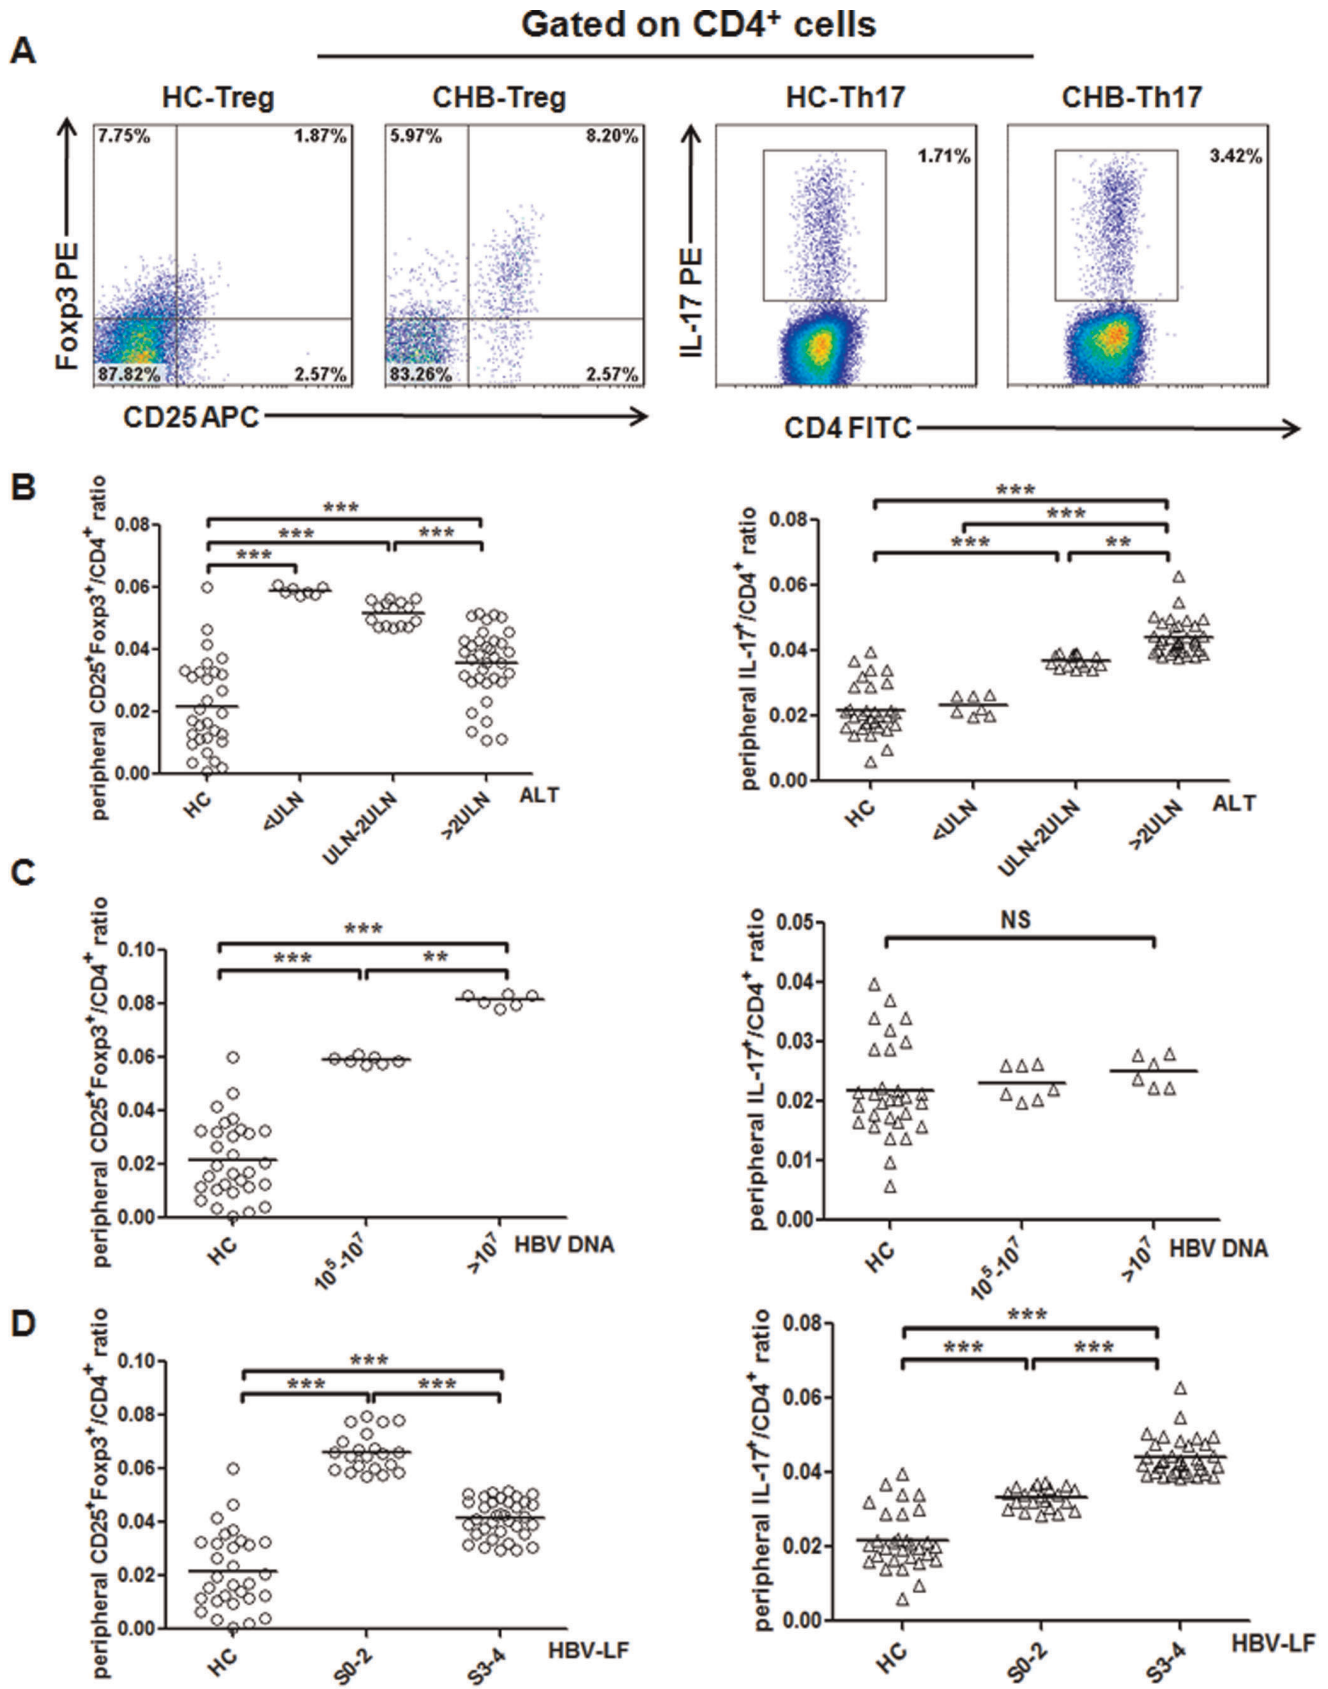 Gated on CD4⁺ cells
A
HC-Treg
CHB-Treg
HC-Th17
CHB-Th17
Foxp3 PE
7.75%
1.87%
87.82%
2.57%
5.97%
8.20%
83.26%
2.57%
CD25 APC
IL-17 PE
1.71%
3.42%
CD4 FITC
B
peripheral CD25⁺Foxp3⁺/CD4⁺ ratio
0.08
0.06
0.04
0.02
0.00
***
***
***
***
HC
<ULN
ULN-2ULN
>2ULN
ALT
peripheral IL-17⁺/CD4⁺ ratio
0.08
0.06
0.04
0.02
0.00
***
***
***
**
HC
<ULN
ULN-2ULN
>2ULN
ALT
C
peripheral CD25⁺Foxp3⁺/CD4⁺ ratio
0.10
0.08
0.06
0.04
0.02
0.00
***
***
**
HC
10⁵-10⁷
>10⁷
HBV DNA
peripheral IL-17⁺/CD4⁺ ratio
0.05
0.04
0.03
0.02
0.01
0.00
NS
HC
10⁵-10⁷
>10⁷
HBV DNA
D
peripheral CD25⁺Foxp3⁺/CD4⁺ ratio
0.10
0.08
0.06
0.04
0.02
0.00
***
***
***
HC
S0-2
S3-4
HBV-LF
peripheral IL-17⁺/CD4⁺ ratio
0.08
0.06
0.04
0.02
0.00
***
***
***
HC
S0-2
S3-4
HBV-LF